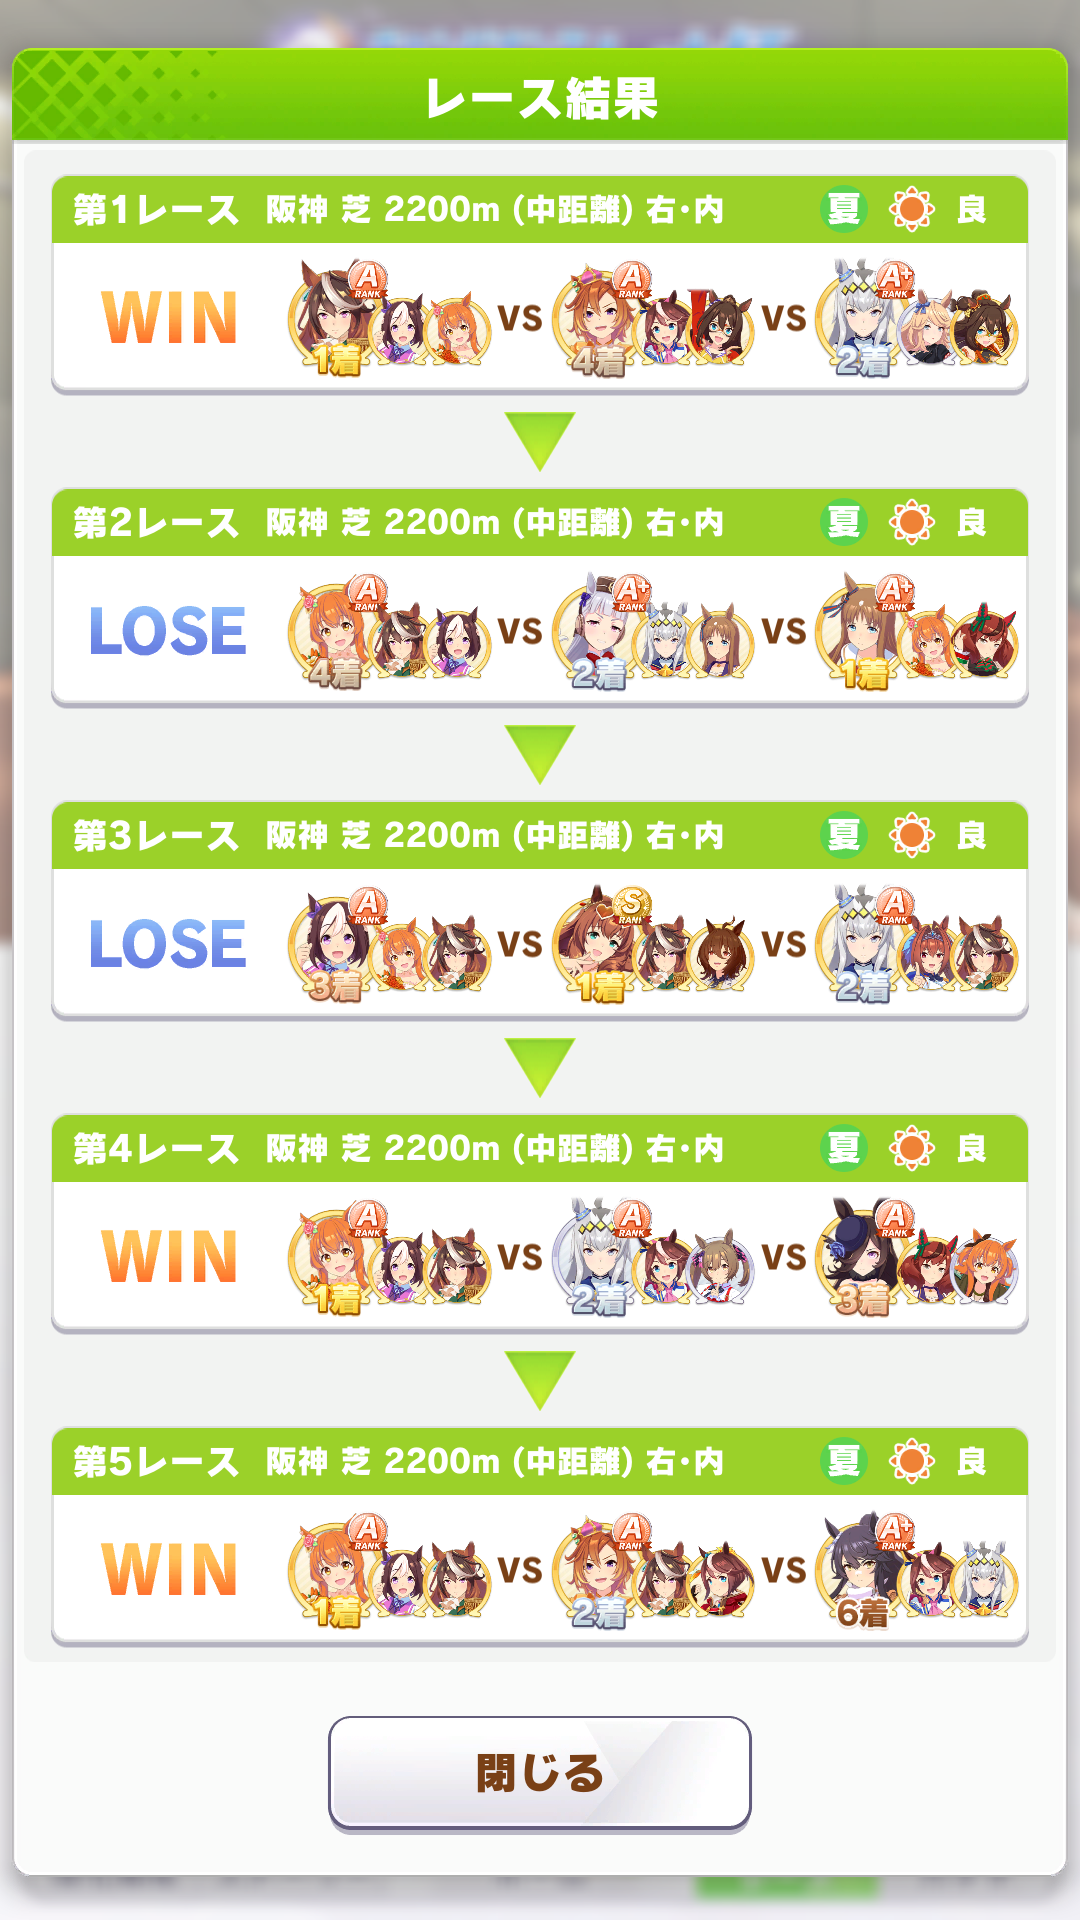 レース結果
第1レース 阪神 芝 2200m (中距離) 右・内 夏 良
WIN A RANK 1着 VS A RANK 4着 VS A+ RANK 2着
第2レース 阪神 芝 2200m (中距離) 右・内 夏 良
LOSE A RANK 4着 VS A+ RANK 2着 VS A+ RANK 1着
第3レース 阪神 芝 2200m (中距離) 右・内 夏 良
LOSE A RANK 3着 VS S RANK 1着 VS A RANK 2着
第4レース 阪神 芝 2200m (中距離) 右・内 夏 良
WIN A RANK 1着 VS A RANK 2着 VS A RANK 3着
第5レース 阪神 芝 2200m (中距離) 右・内 夏 良
WIN A RANK 1着 VS A RANK 2着 VS A+ RANK 6着
閉じる